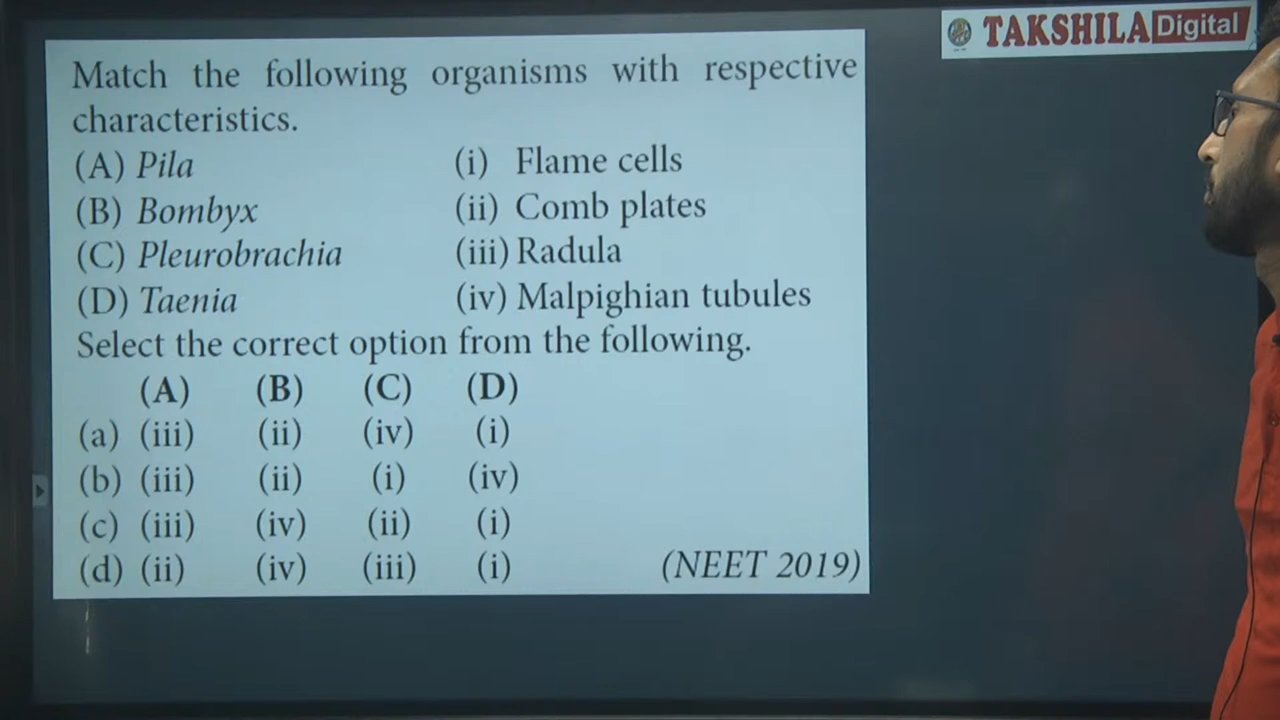 TAKSHILA Digital
Match the following organisms with respective
characteristics.
(A) Pila (i) Flame cells
(B) Bombyx (ii) Comb plates
(C) Pleurobrachia (iii) Radula
(D) Taenia (iv) Malpighian tubules
Select the correct option from the following.
(A) (B) (C) (D)
(a) (iii) (ii) (iv) (i)
(b) (iii) (ii) (i) (iv)
(c) (iii) (iv) (ii) (i)
(d) (ii) (iv) (iii) (i) (NEET 2019)